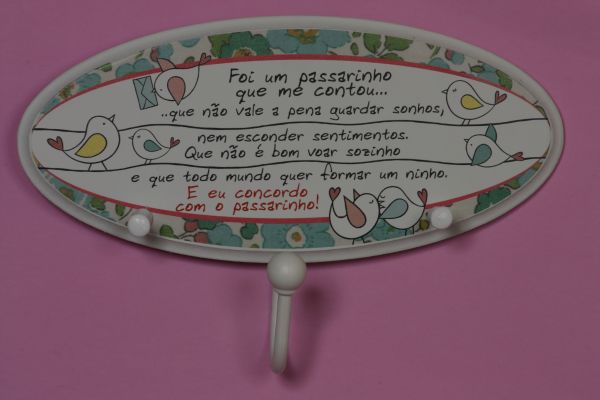 Foi um passarinho
que me contou...
..que não vale a pena guardar sonhos,
nem esconder sentimentos.
Que não é bom voar sozinho
e que todo mundo quer formar um ninho.
E eu concordo
com o passarinho!